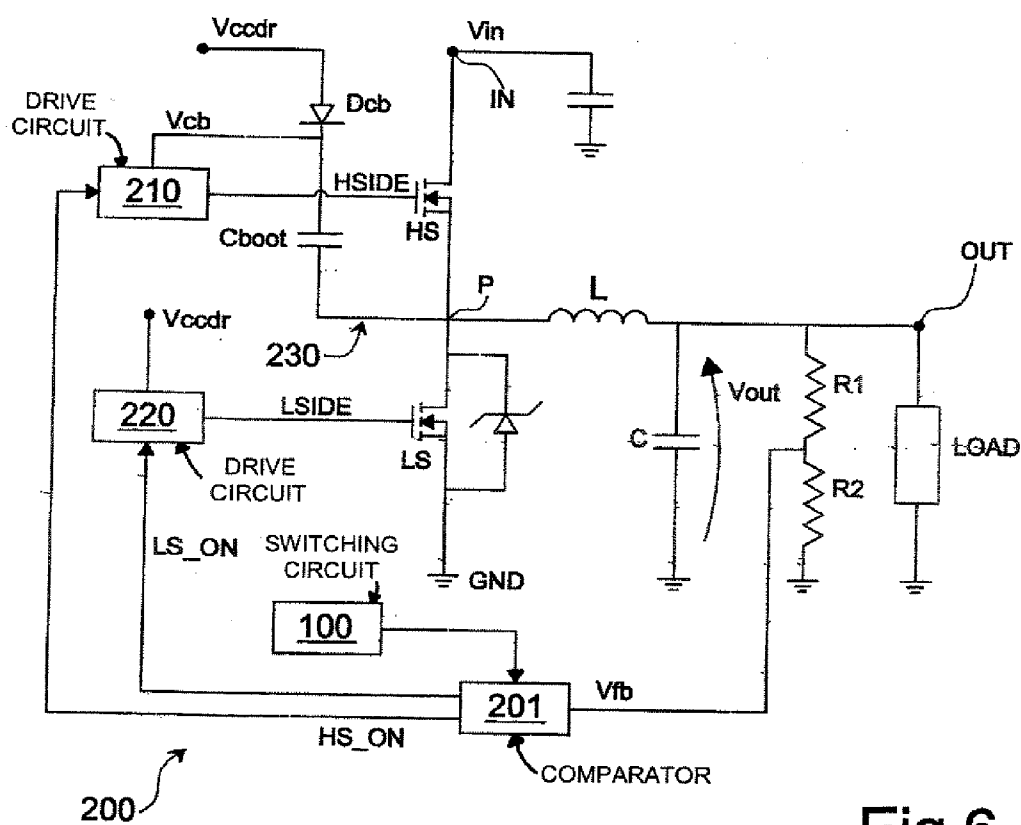 Vccdr
Vin
IN
DRIVE
CIRCUIT
Vcb
Dcb
210
HSIDE
HS
Cboot
P
L
OUT
Vccdr
230
220
LSIDE
LS
DRIVE
CIRCUIT
C
Vout
R1
R2
LOAD
LS_ON
SWITCHING
CIRCUIT
GND
100
201
Vfb
HS_ON
COMPARATOR
200